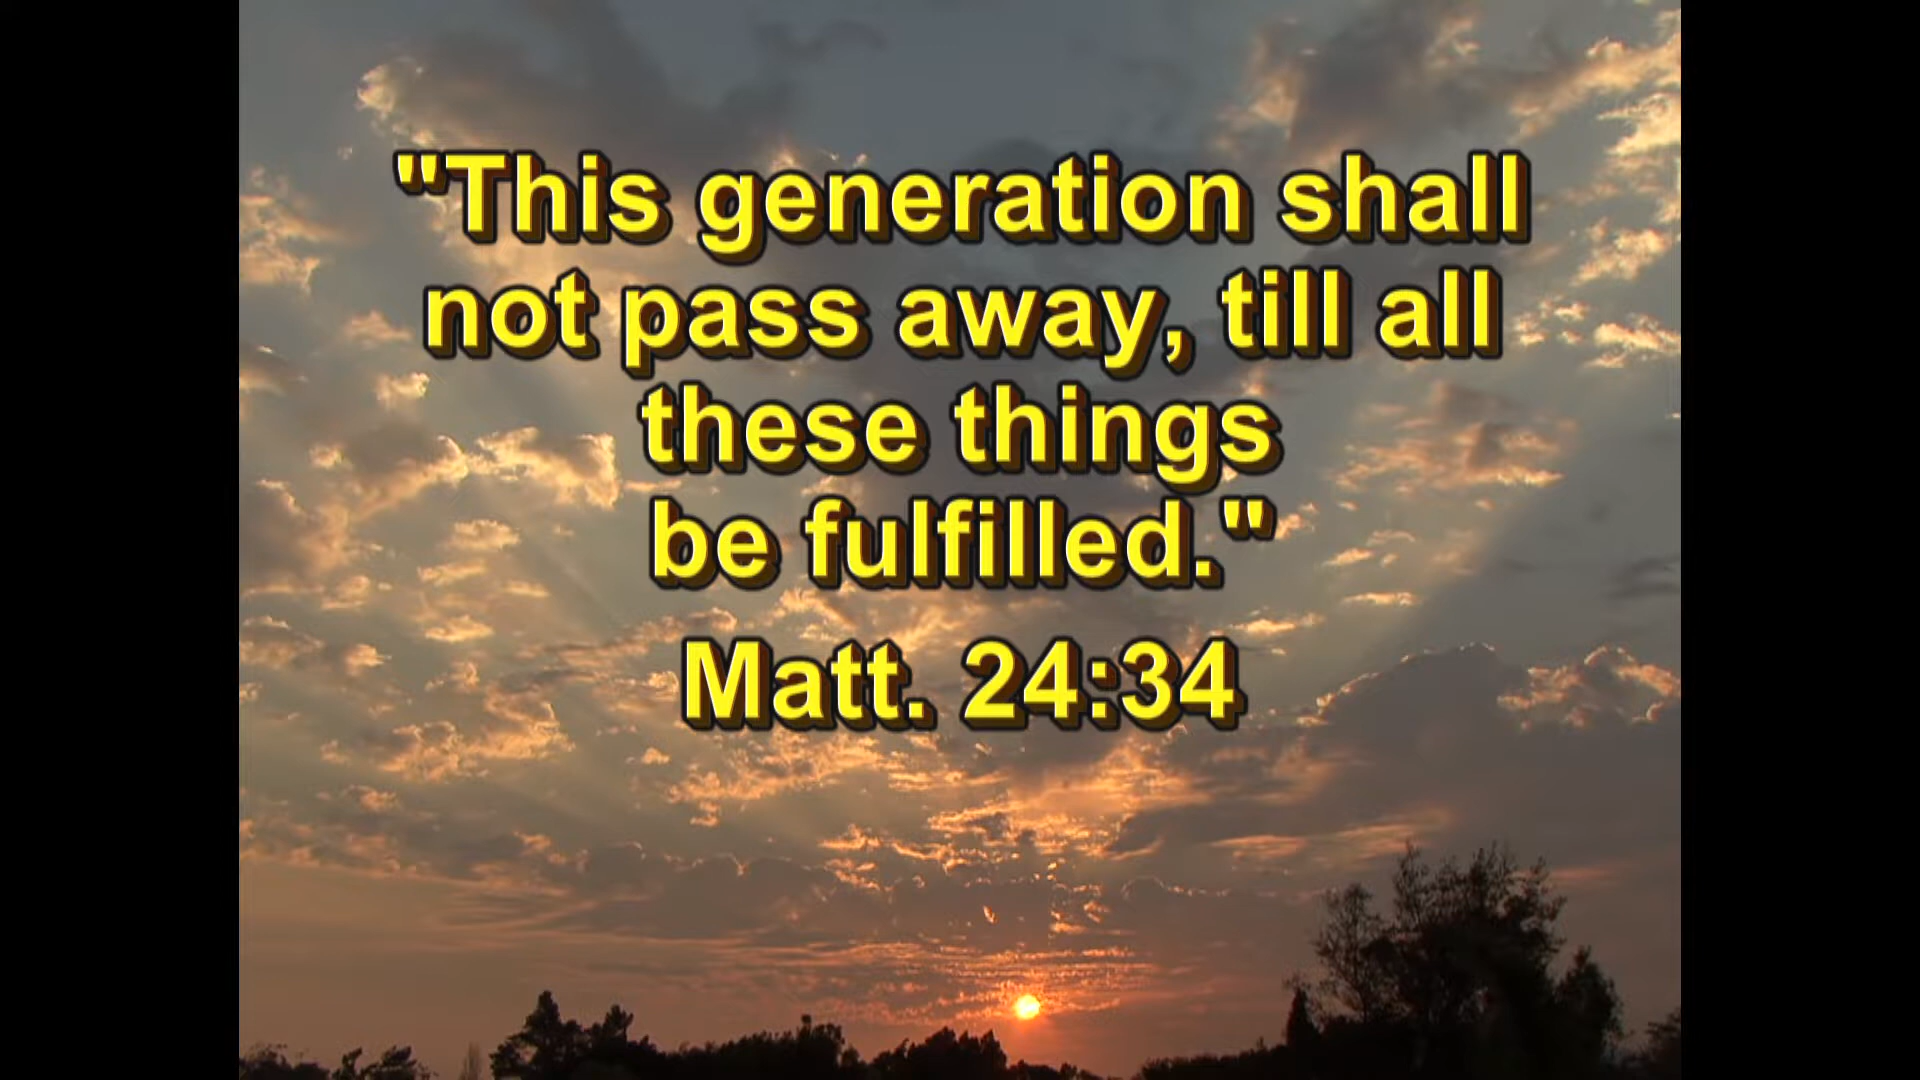 "This generation shall
not pass away, till all
these things
be fulfilled."
Matt. 24:34